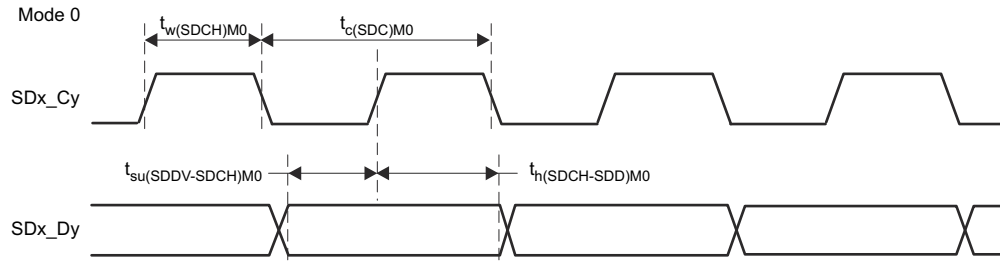 Mode 0
tw(SDCH)M0
tc(SDC)M0
SDx_Cy
tsu(SDDV-SDCH)M0
th(SDCH-SDD)M0
SDx_Dy